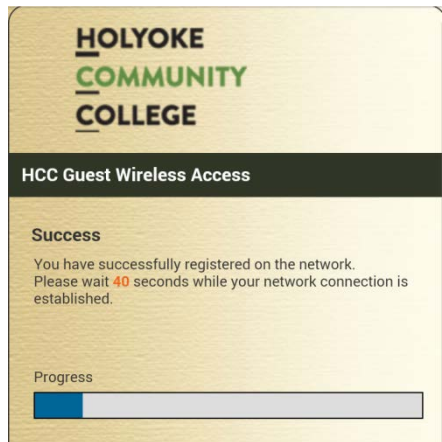 HOLYOKE
COMMUNITY
COLLEGE
HCC Guest Wireless Access
Success
You have successfully registered on the network.
Please wait 40 seconds while your network connection is
established.
Progress